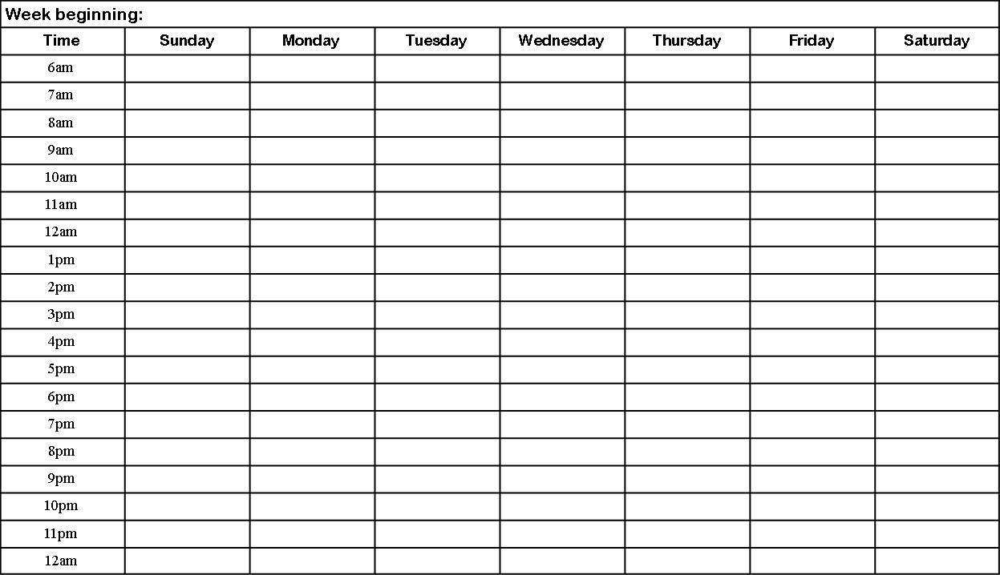 Week beginning:
Time Sunday Monday Tuesday Wednesday Thursday Friday Saturday
6am
7am
8am
9am
10am
11am
12am
1pm
2pm
3pm
4pm
5pm
6pm
7pm
8pm
9pm
10pm
11pm
12am